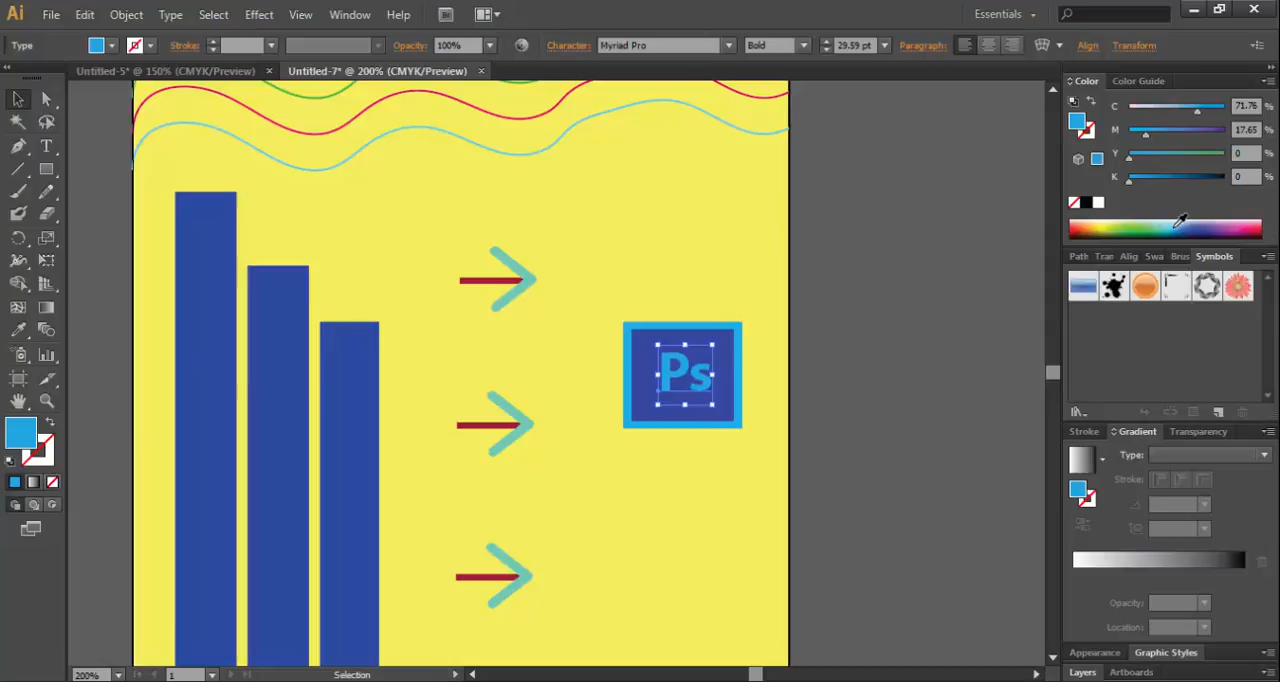 Ai File Edit Object Type Select Effect View Window Help Br Essentials
Type Stroke: Opacity: 100% Character: Myriad Pro Bold 29.59 pt Paragraph: Align Transform
Untitled-5* @ 150% (CMYK/Preview) × Untitled-7* @ 200% (CMYK/Preview) ×
Color Color Guide
C 71.76 %
M 17.65 %
Y 0 %
K 0 %
Path Tran Alig Swa Brus Symbols
Ps
Stroke Gradient Transparency
Type:
Stroke:
Opacity:
Location:
Appearance Graphic Styles
Layers Artboards
200% 1 Selection